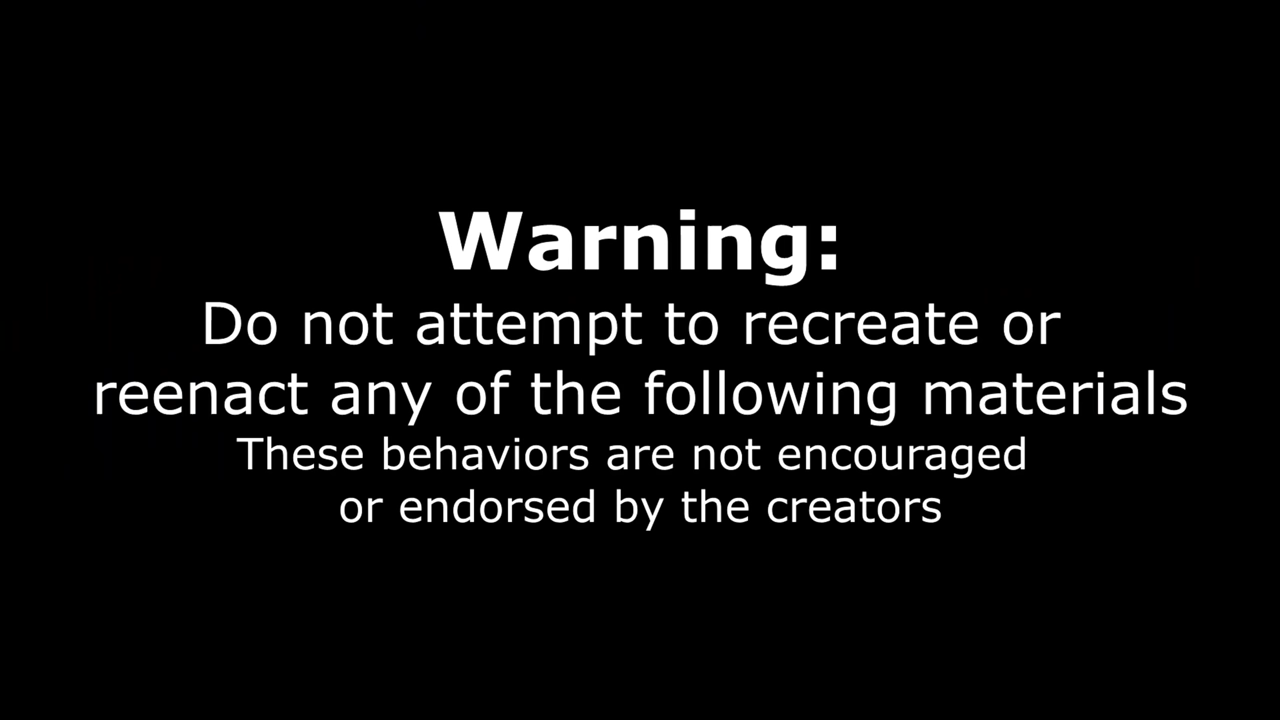 Warning:
Do not attempt to recreate or
reenact any of the following materials
These behaviors are not encouraged
or endorsed by the creators